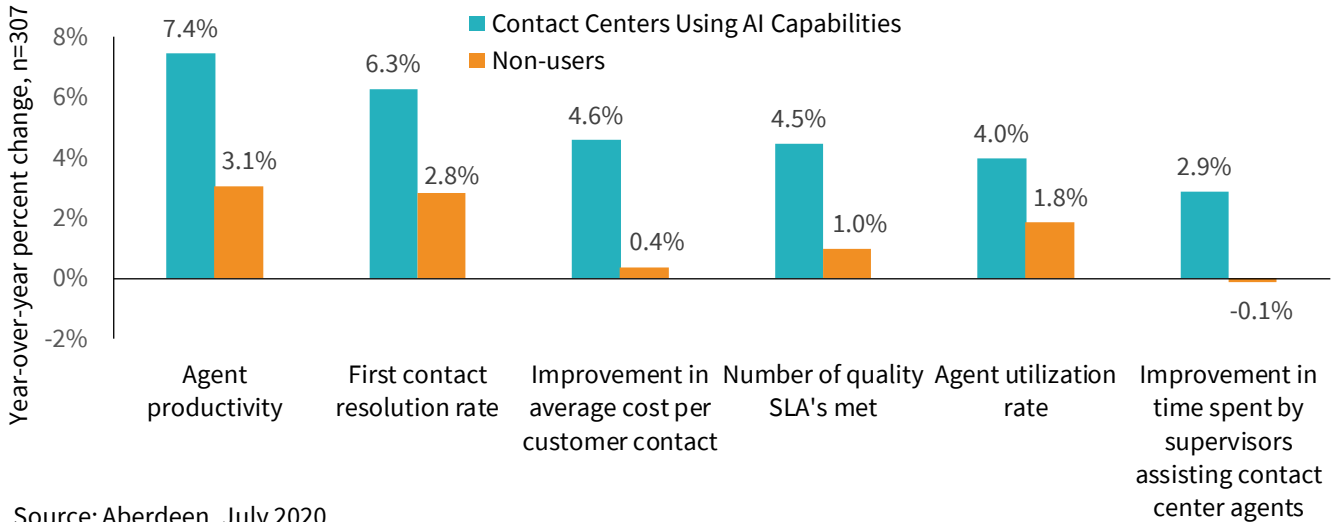 Year-over-year percent change, n=307
8%
6%
4%
2%
0%
-2%
Contact Centers Using AI Capabilities
Non-users
7.4%
3.1%
6.3%
2.8%
4.6%
0.4%
4.5%
1.0%
4.0%
1.8%
2.9%
-0.1%
Agent
productivity
First contact
resolution rate
Improvement in
average cost per
customer contact
Number of quality
SLA's met
Agent utilization
rate
Improvement in
time spent by
supervisors
assisting contact
center agents
Source: Aberdeen, July 2020